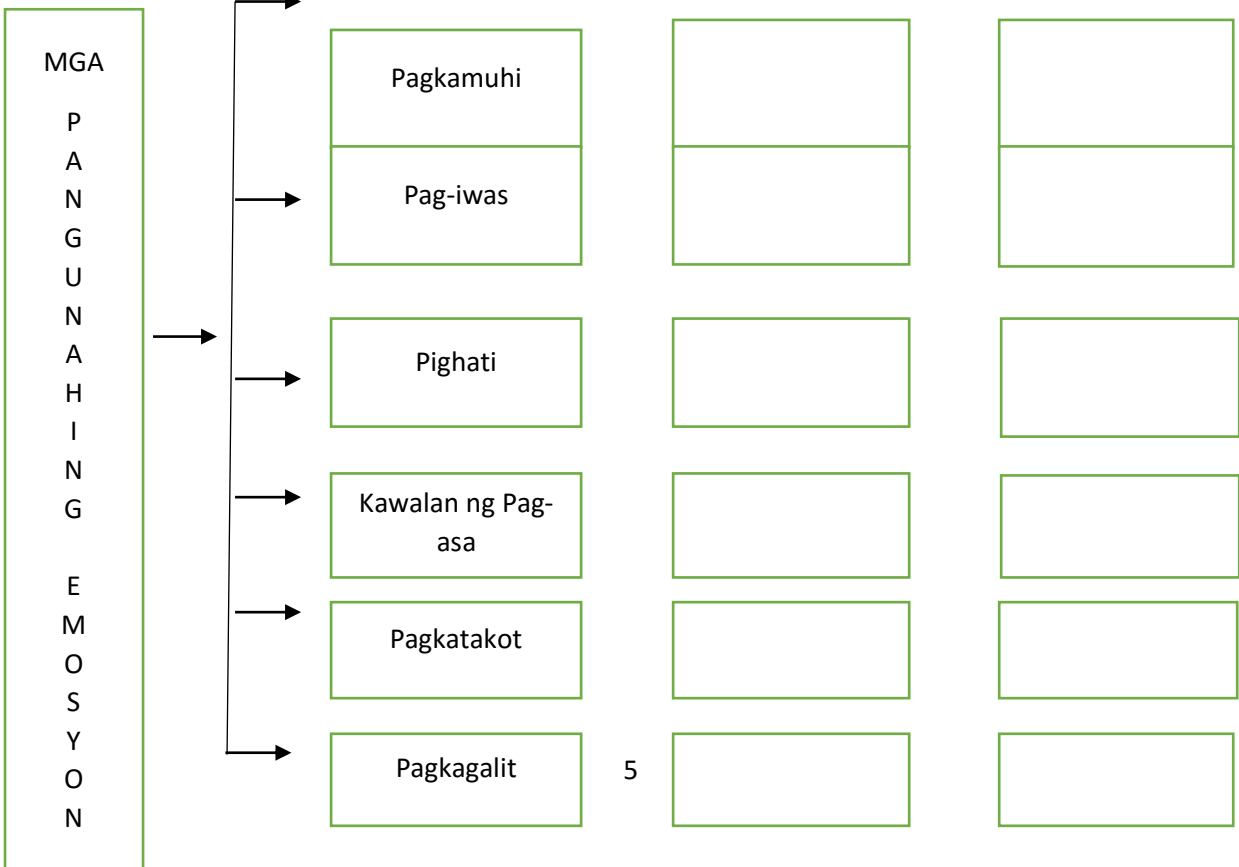 MGA
P
A
N
G
U
N
A
H
I
N
G
E
M
O
S
Y
O
N
Pagkamuhi
Pag-iwas
Pighati
Kawalan ng Pag-
asa
Pagkatakot
Pagkagalit
5